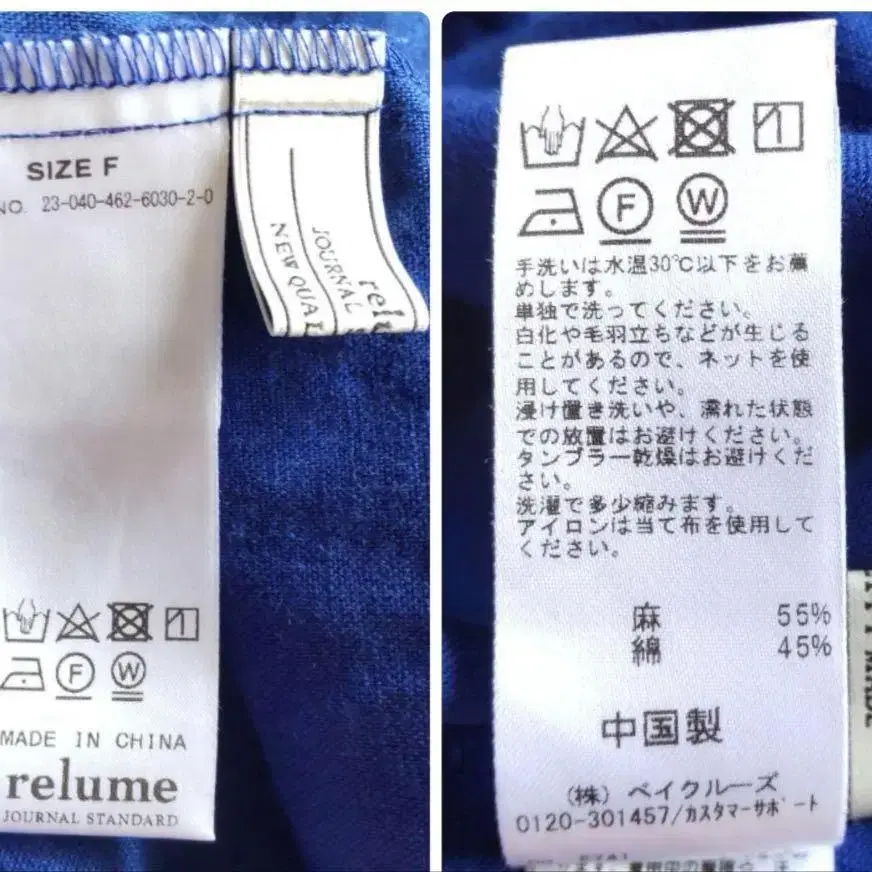 SIZE F
NO. 23-040-462-6030-2-0
JOURNAL
NEW QUAL
F
W
MADE IN CHINA
relume
JOURNAL STANDARD
F
W
手洗いは水温30℃以下をお薦
めします。
単独で洗ってください。
白化や毛羽立ちなどが生じる
ことがあるので、ネットを使
用してください。
浸け置き洗いや、濡れた状態
での放置はお避けください。
タンブラー乾燥はお避けくだ
さい。
洗濯で多少縮みます。
アイロンは当て布を使用して
ください。
麻 55%
綿 45%
中国製
(株) ベイクルーズ
0120-301457/カスタマーサポート